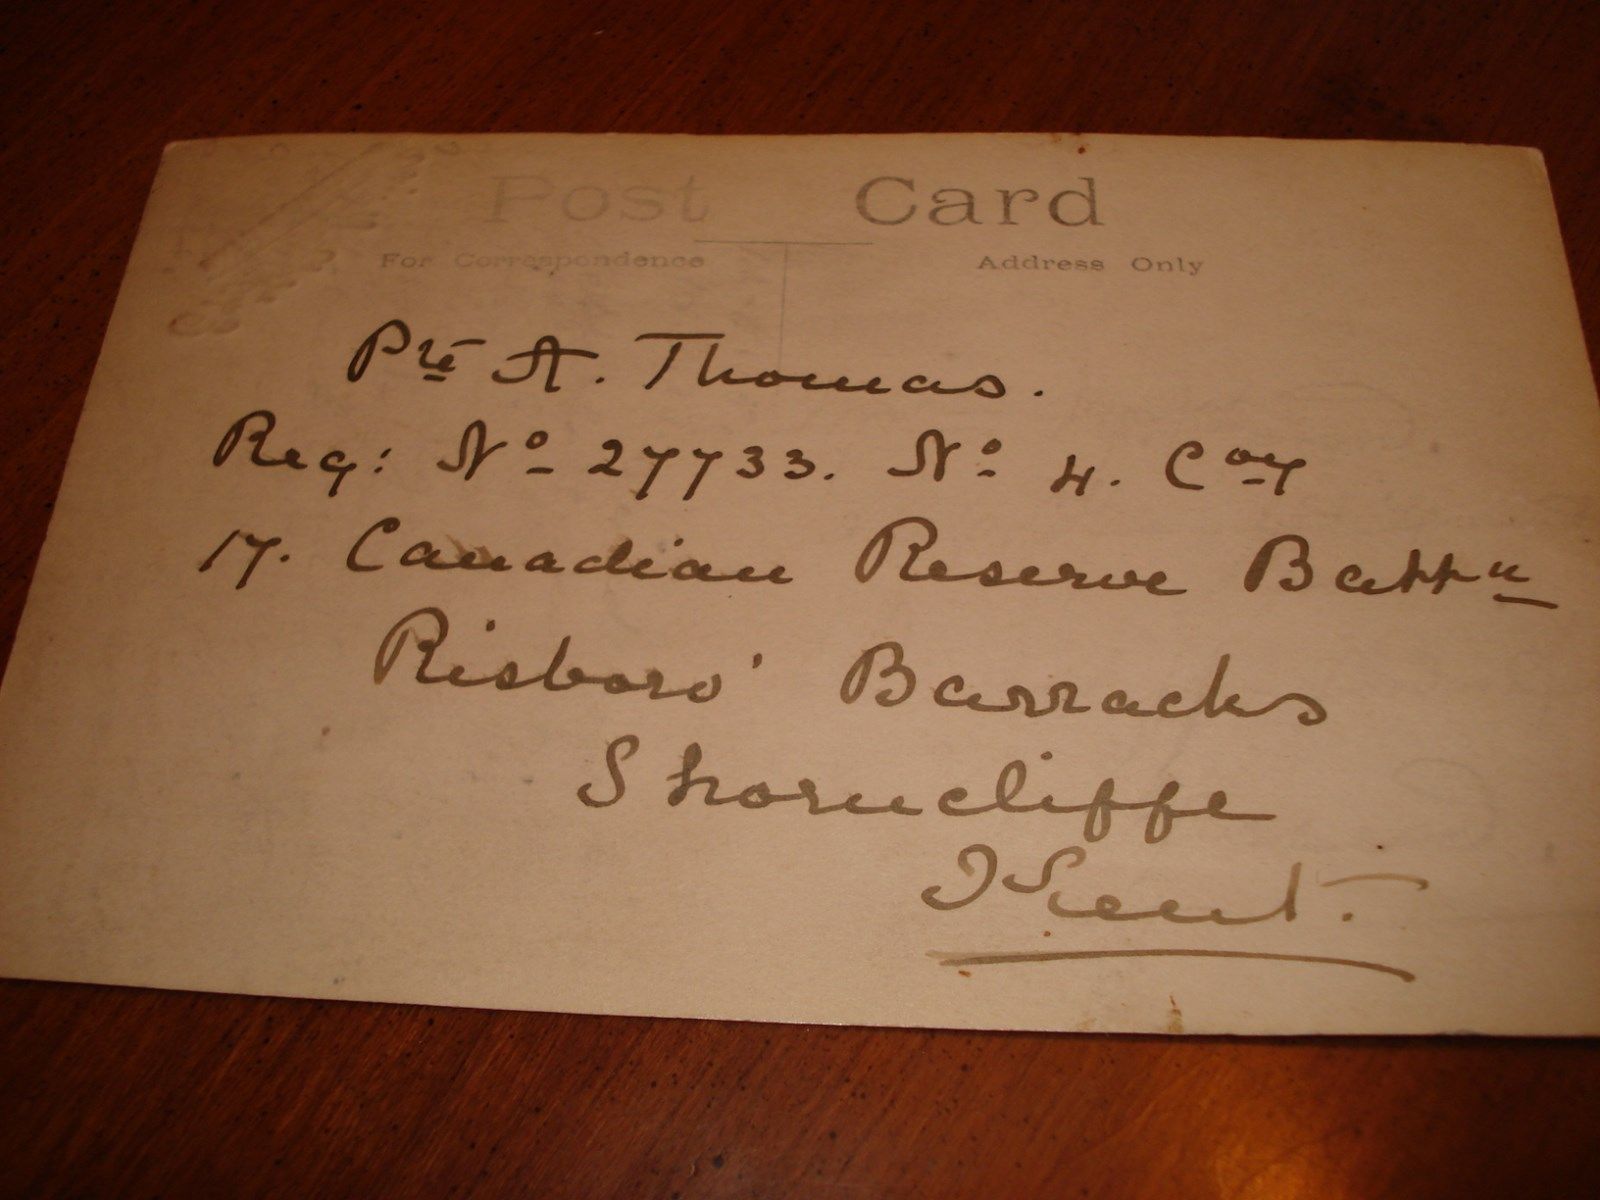 Post Card
For Correspondence Address Only
Pte A. Thomas.
Reg: No 27733. No 4. Coy
17. Canadian Reserve Battn
Risboro' Barracks
Shorncliffe
Kent.